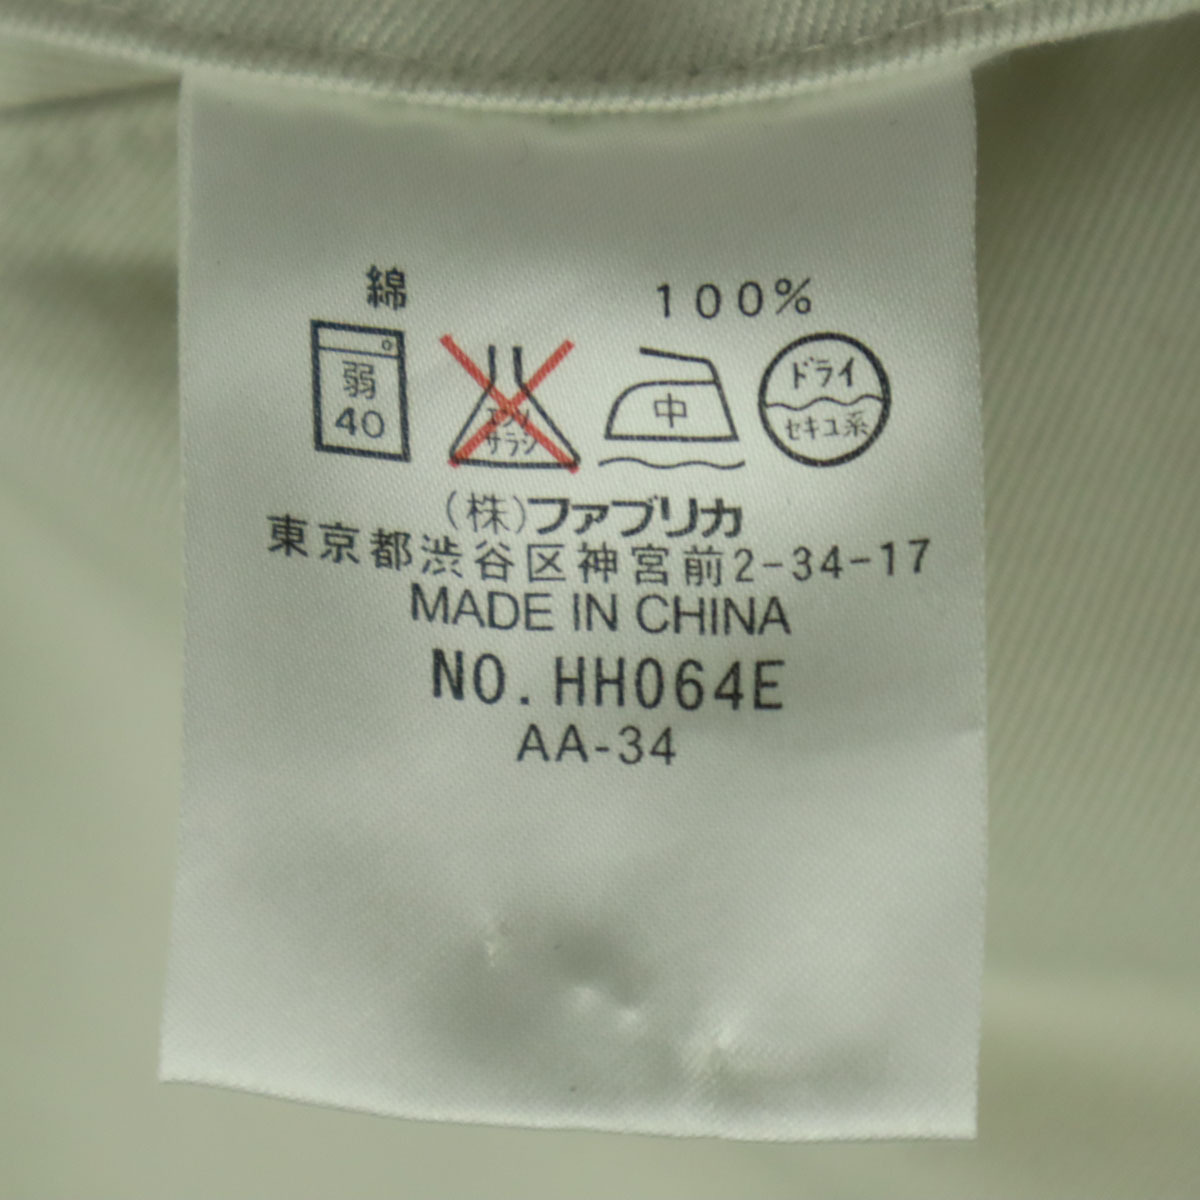 綿 100%
弱 エンソ 中 ドライ
40 サラシ セキユ系
(株)ファブリカ
東京都渋谷区神宮前2-34-17
MADE IN CHINA
NO. HH064E
AA-34